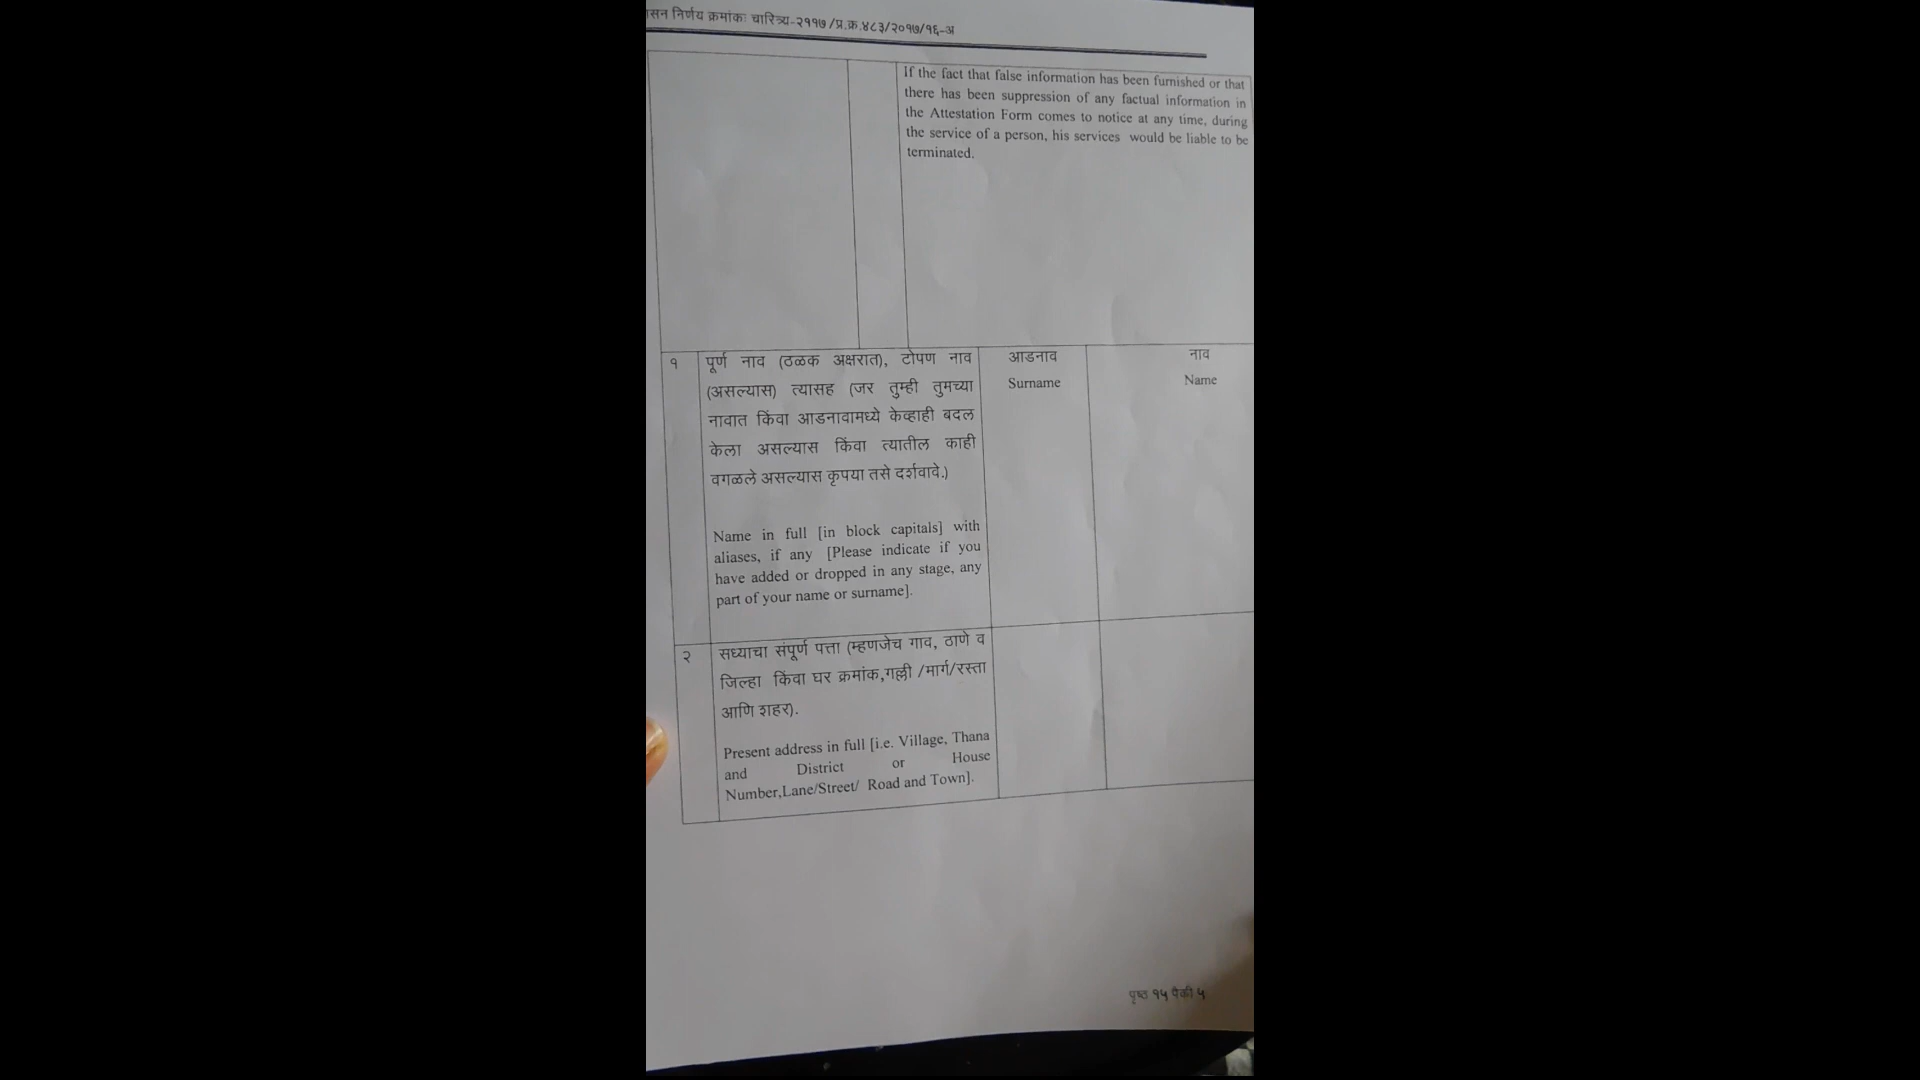 शासन निर्णय क्रमांकः चारित्र्य-२११७/प्र.क्र.४८३/२०१७/१६-अ
If the fact that false information has been furnished or that
there has been suppression of any factual information in
the Attestation Form comes to notice at any time, during
the service of a person, his services would be liable to be
terminated.
१
पूर्ण नाव (ठळक अक्षरात), टोपण नाव
(असल्यास) त्यासह (जर तुम्ही तुमच्या
नावात किंवा आडनावामध्ये केव्हाही बदल
केला असल्यास किंवा त्यातील काही
वगळले असल्यास कृपया तसे दर्शवावे.)
Name in full [in block capitals] with
aliases, if any [Please indicate if you
have added or dropped in any stage, any
part of your name or surname].
आडनाव
Surname
नाव
Name
२
सध्याचा संपूर्ण पत्ता (म्हणजेच गाव, ठाणे व
जिल्हा किंवा घर क्रमांक,गल्ली /मार्ग/रस्ता
आणि शहर).
Present address in full [i.e. Village, Thana
and District or House
Number,Lane/Street/ Road and Town].
पृष्ठ १५ पैकी ५